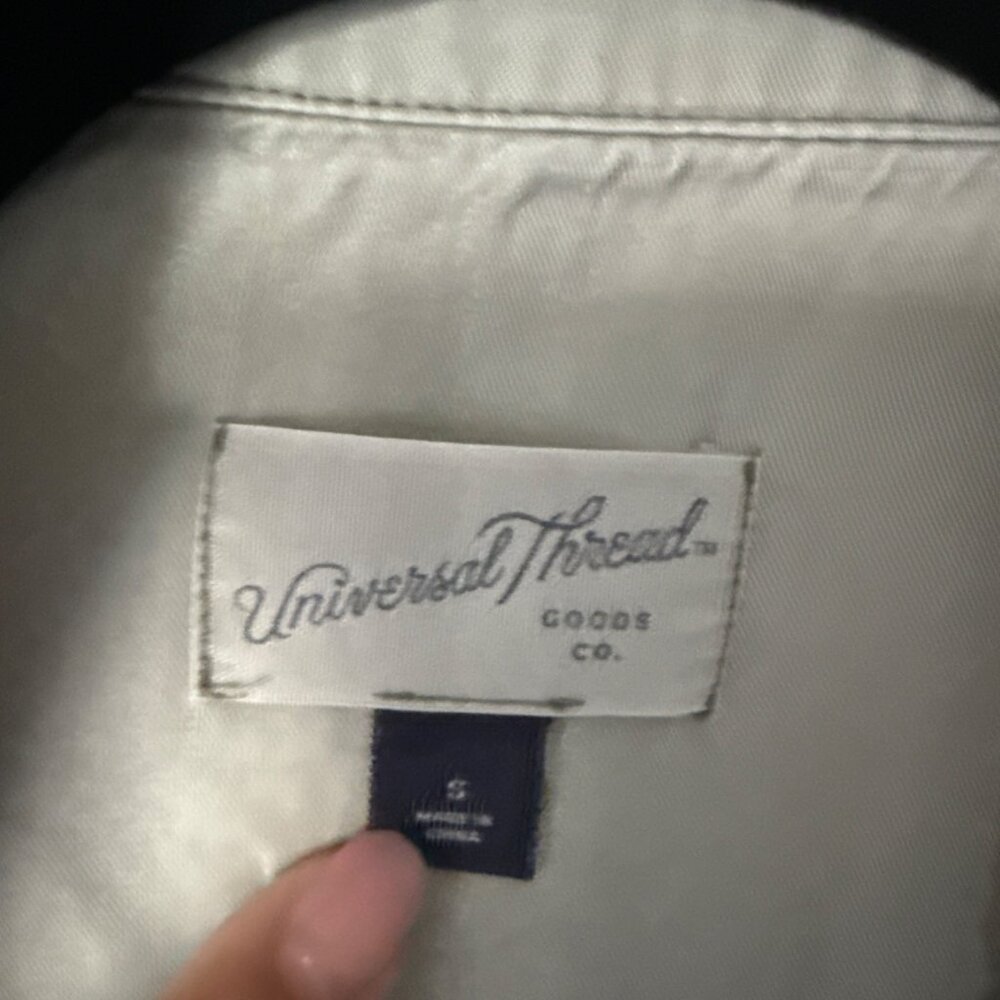 Universal Thread™
GOODS
CO.
S
MADE IN
CHINA